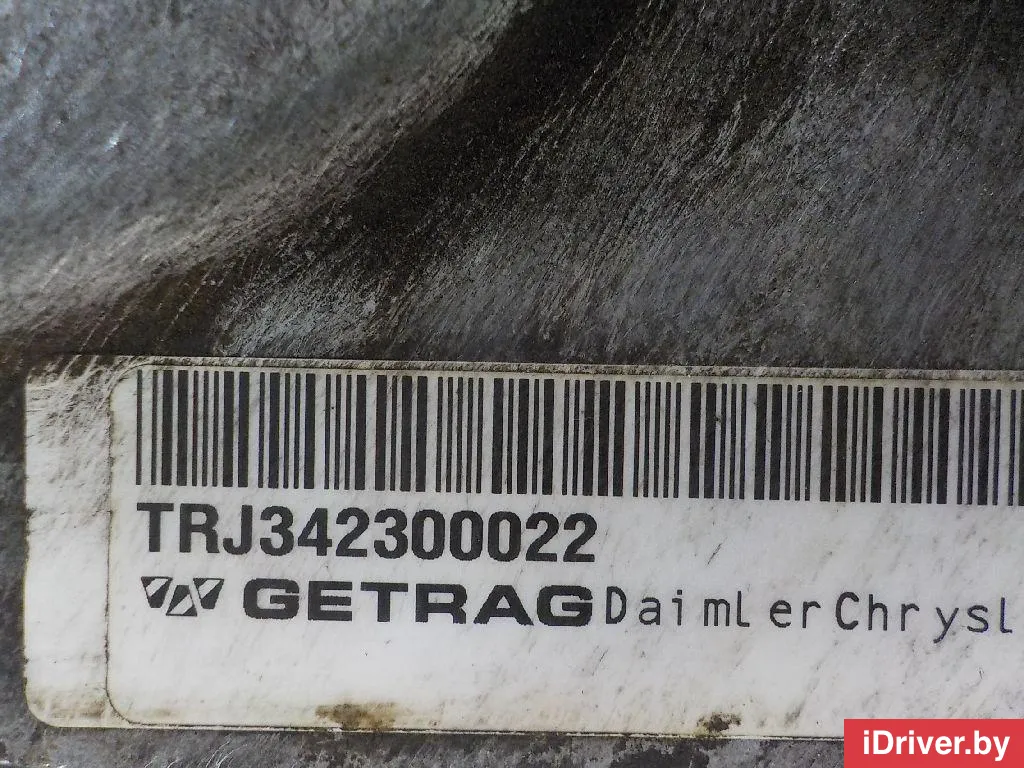 TRJ342300022
GETRAG DaimlerChrysl
iDriver.by